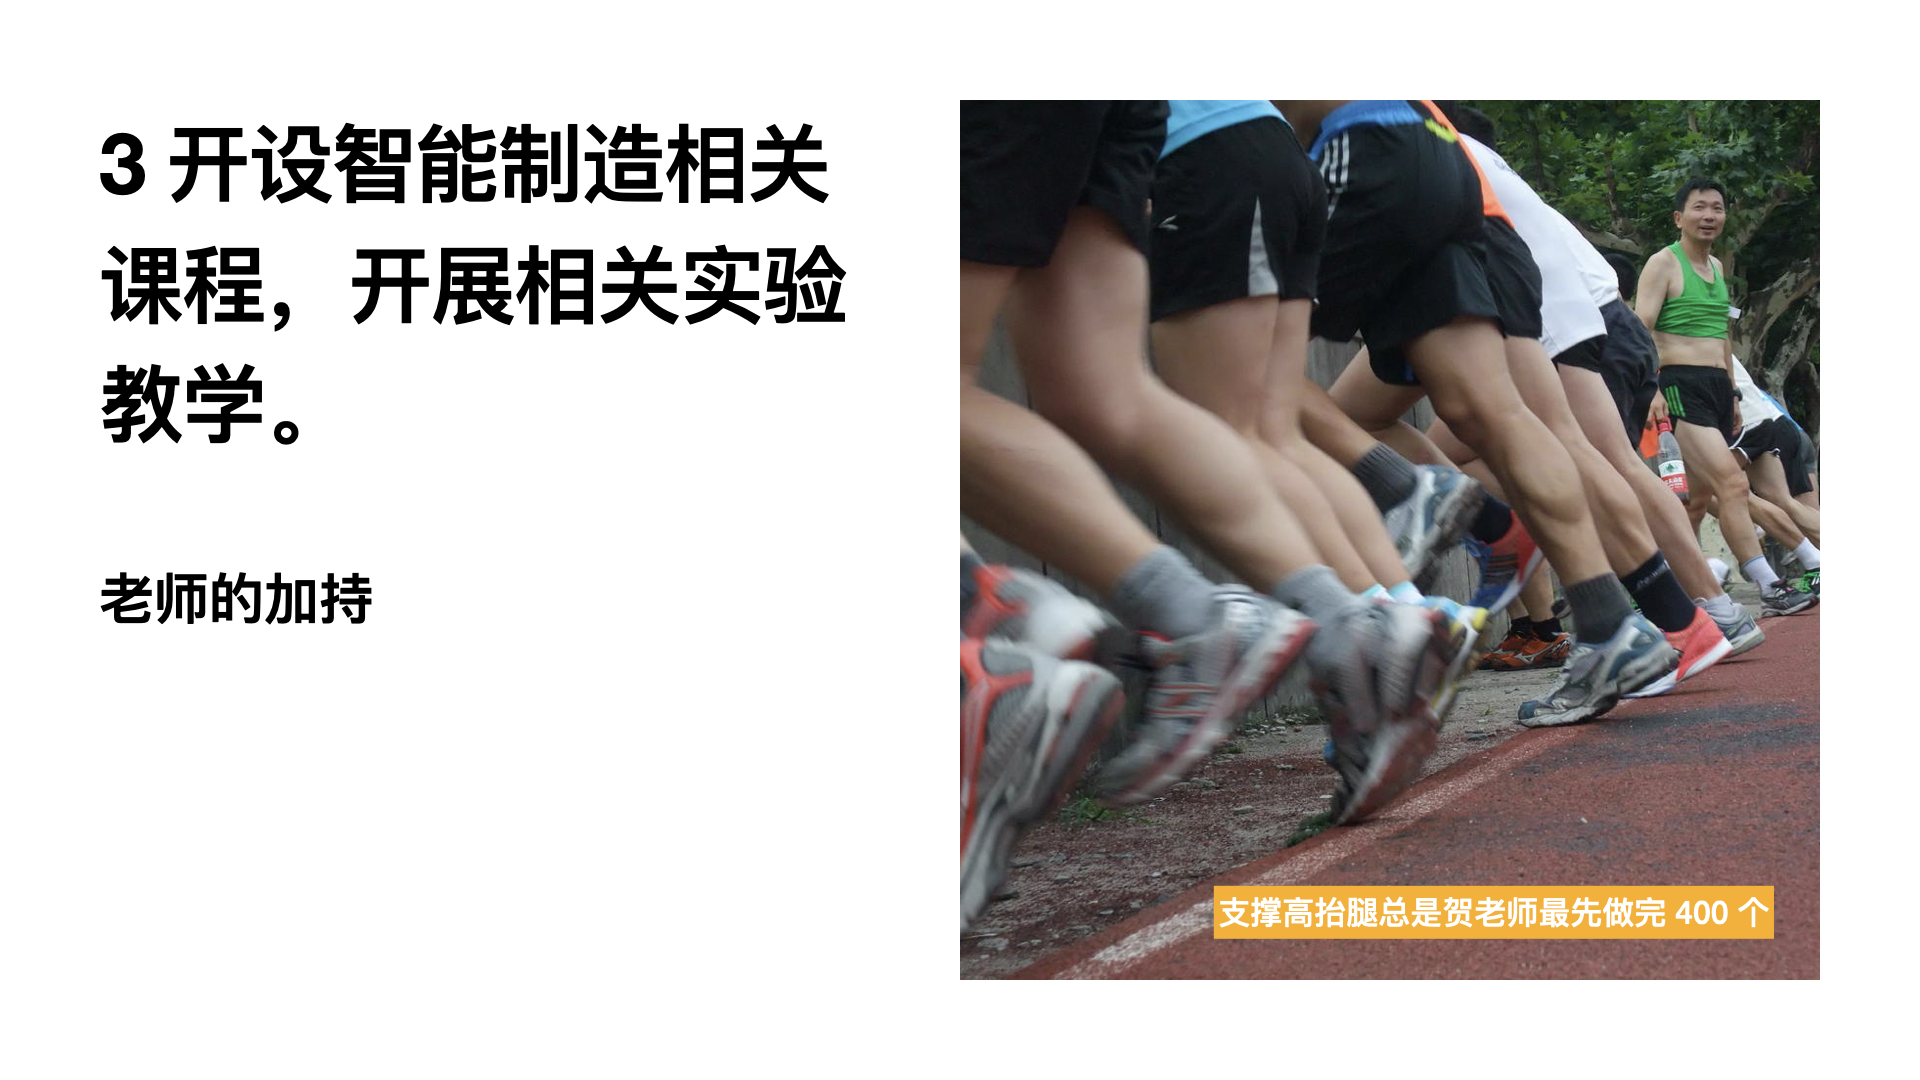 3 开设智能制造相关
课程，开展相关实验
教学。
老师的加持
支撑高抬腿总是贺老师最先做完 400 个